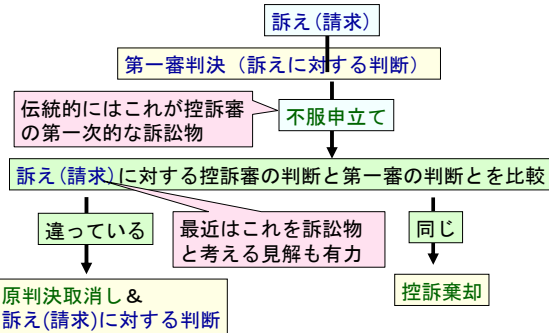 訴え(請求)
第一審判決（訴えに対する判断）
伝統的にはこれが控訴審
の第一次的な訴訟物
不服申立て
訴え(請求)に対する控訴審の判断と第一審の判断とを比較
違っている
最近はこれを訴訟物
と考える見解も有力
同じ
原判決取消し＆
訴え(請求)に対する判断
控訴棄却